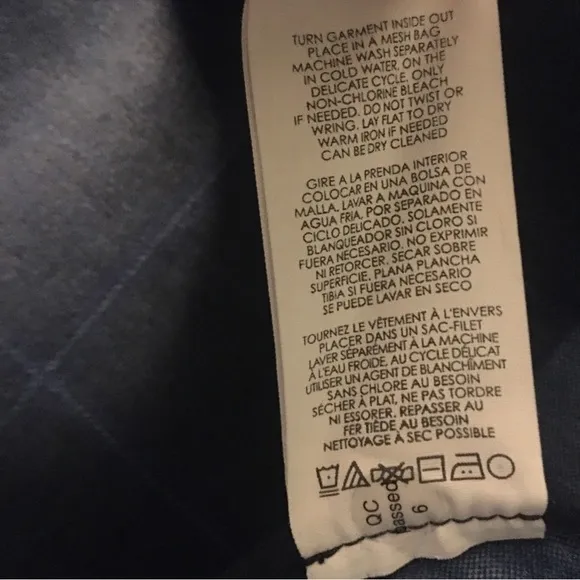 TURN GARMENT INSIDE OUT
PLACE IN A MESH BAG
MACHINE WASH SEPARATELY
IN COLD WATER, ON THE
DELICATE CYCLE. ONLY
NON-CHLORINE BLEACH
IF NEEDED. DO NOT TWIST OR
WRING. LAY FLAT TO DRY
WARM IRON IF NEEDED
CAN BE DRY CLEANED
GIRE A LA PRENDA INTERIOR
COLOCAR EN UNA BOLSA DE
MALLA. LAVAR A MAQUINA CON
AGUA FRIA, POR SEPARADO EN
CICLO DELICADO. SOLAMENTE
BLANQUEADOR SIN CLORO SI
FUERA NECESARIO. NO EXPRIMIR
NI RETORCER. SECAR SOBRE
SUPERFICIE. PLANA PLANCHA
TIBIA SI FUERA NECESARIO
SE PUEDE LAVAR EN SECO
TOURNEZ LE VÊTEMENT À L'ENVERS
PLACER DANS UN SAC-FILET
LAVER SÉPARÉMENT À LA MACHINE
À L'EAU FROIDE, AU CYCLE DÉLICAT
UTILISER UN AGENT DE BLANCHIMENT
SANS CHLORE AU BESOIN
SÉCHER À PLAT, NE PAS TORDRE
NI ESSORER. REPASSER AU
FER TIÈDE AU BESOIN
NETTOYAGE À SEC POSSIBLE
QC
passed
6